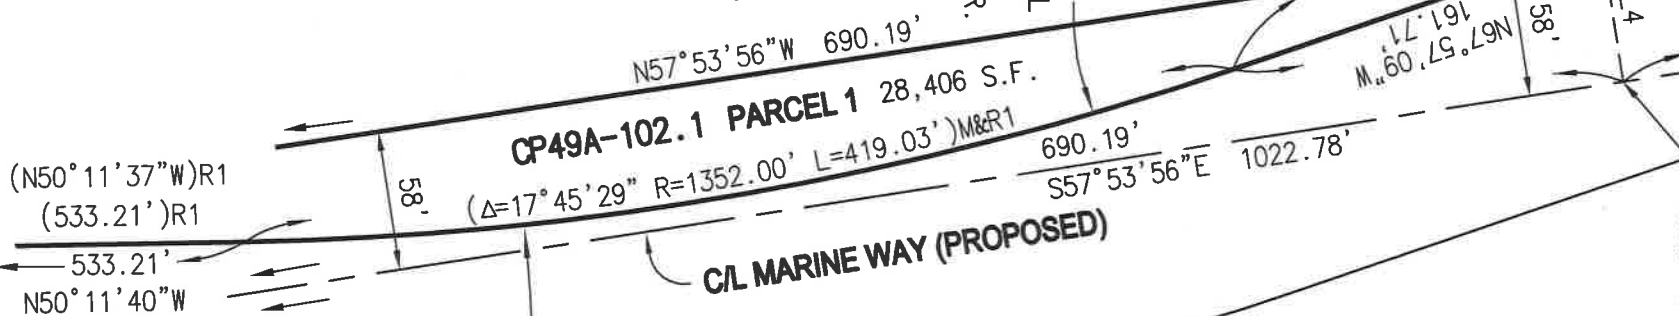 N57°53'56"W 690.19'
CP49A-102.1 PARCEL 1 28,406 S.F.
(Δ=17°45'29" R=1352.00' L=419.03')M&R1
(N50°11'37"W)R1
(533.21')R1
533.21'
N50°11'40"W
58'
690.19'
S57°53'56"E 1022.78'
C/L MARINE WAY (PROPOSED)
N67°57'09"W
161.71'
58'
R.
L
4